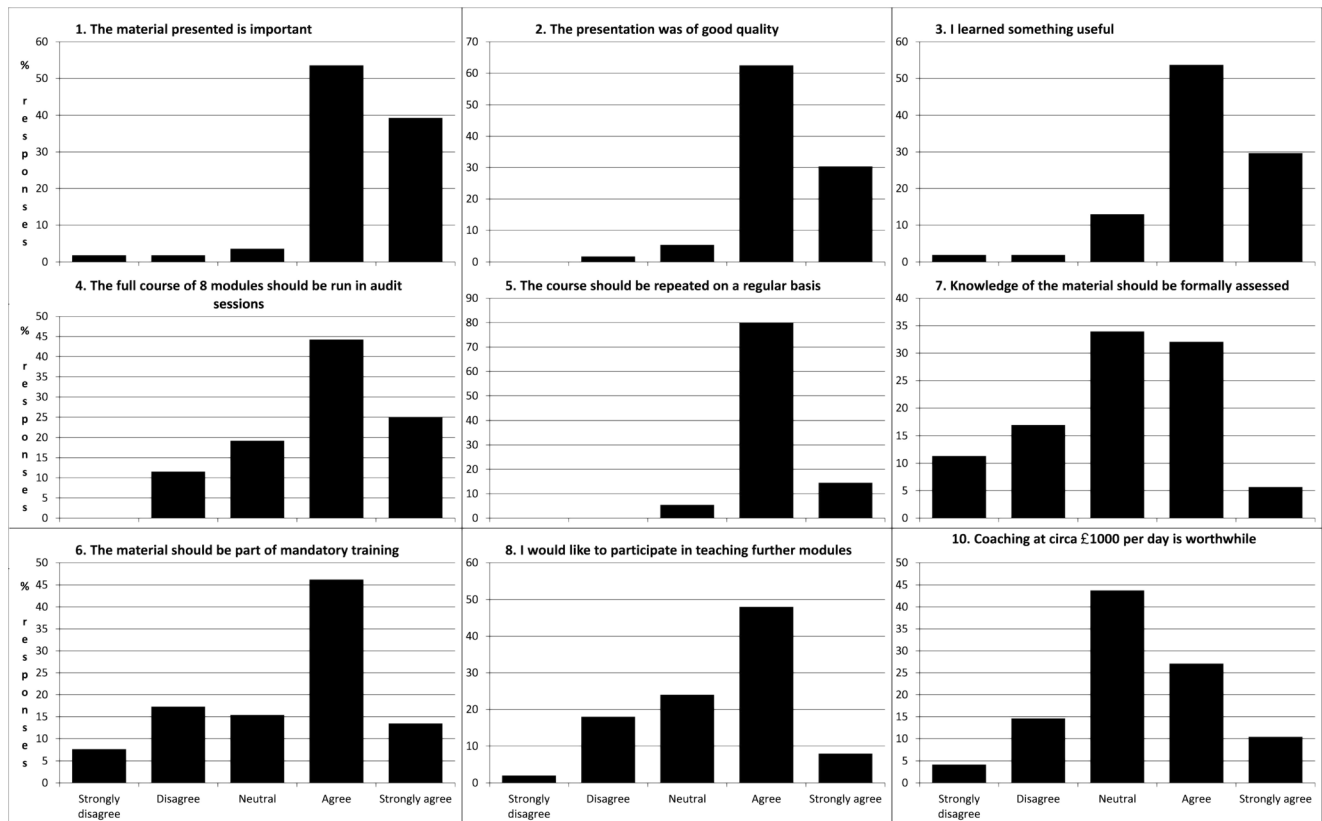 1. The material presented is important
60
50
40
30
20
10
0
% responses
2. The presentation was of good quality
70
60
50
40
30
20
10
0
3. I learned something useful
60
50
40
30
20
10
0
4. The full course of 8 modules should be run in audit
sessions
50
45
40
35
30
25
20
15
10
5
0
% responses
5. The course should be repeated on a regular basis
90
80
70
60
50
40
30
20
10
0
7. Knowledge of the material should be formally assessed
40
35
30
25
20
15
10
5
0
6. The material should be part of mandatory training
50
45
40
35
30
25
20
15
10
5
0
% responses
Strongly
disagree
Disagree
Neutral
Agree
Strongly agree
8. I would like to participate in teaching further modules
60
50
40
30
20
10
0
Strongly
disagree
Disagree
Neutral
Agree
Strongly agree
10. Coaching at circa £1000 per day is worthwhile
50
45
40
35
30
25
20
15
10
5
0
Strongly
disagree
Disagree
Neutral
Agree
Strongly agree